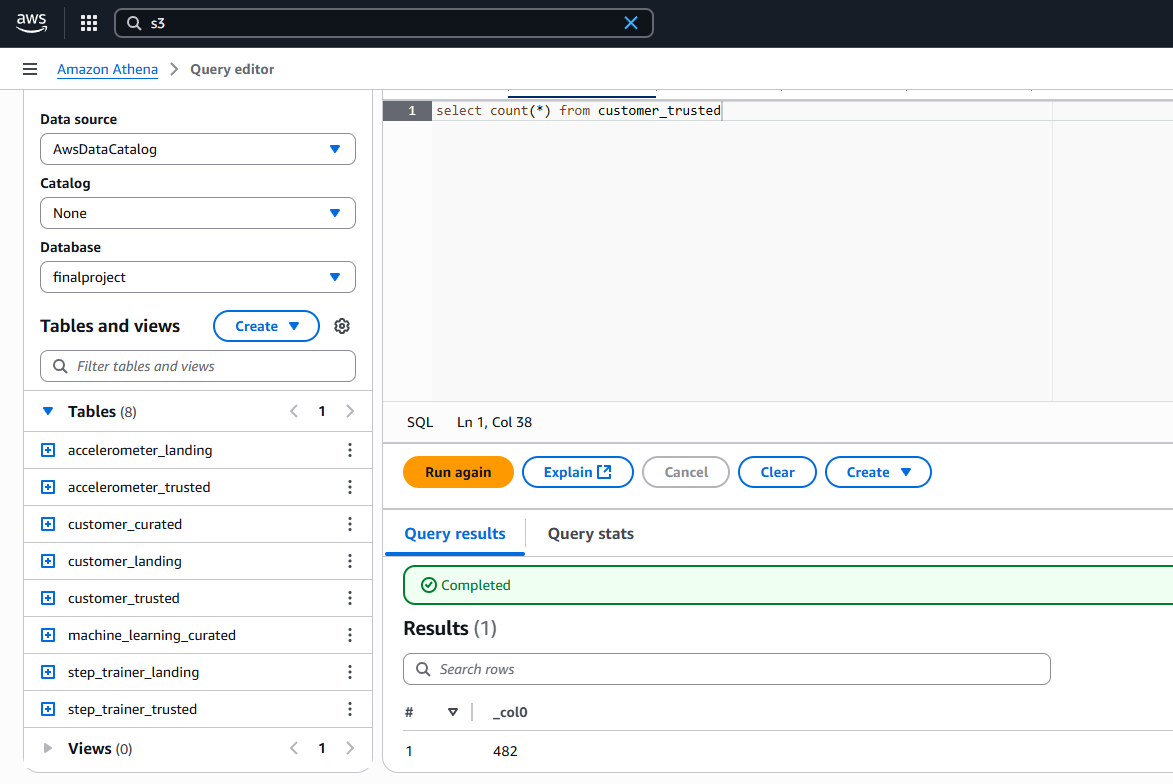 aws
s3
Amazon Athena > Query editor
Data source
AwsDataCatalog
Catalog
None
Database
finalproject
Tables and views
Create
Filter tables and views
Tables (8)
< 1 >
accelerometer_landing
accelerometer_trusted
customer_curated
customer_landing
customer_trusted
machine_learning_curated
step_trainer_landing
step_trainer_trusted
Views (0)
< 1 >
1 select count(*) from customer_trusted
SQL Ln 1, Col 38
Run again Explain Cancel Clear Create
Query results Query stats
Completed
Results (1)
Search rows
# _col0
1 482